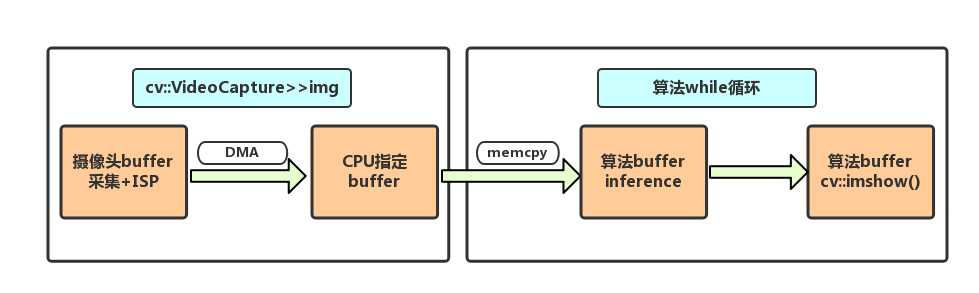 cv::VideoCapture>>img
算法while循环
摄像头buffer
采集+ISP
DMA
CPU指定
buffer
memcpy
算法buffer
inference
算法buffer
cv::imshow()